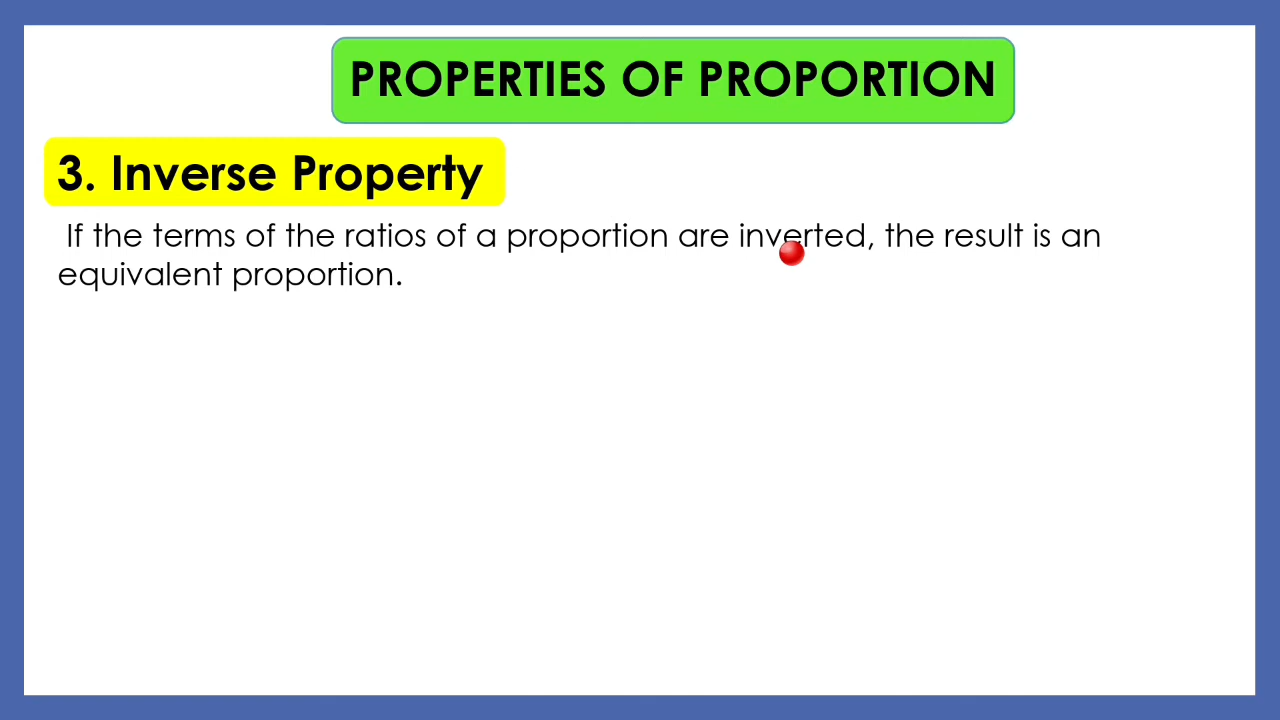 PROPERTIES OF PROPORTION
3. Inverse Property
If the terms of the ratios of a proportion are inverted, the result is an
equivalent proportion.